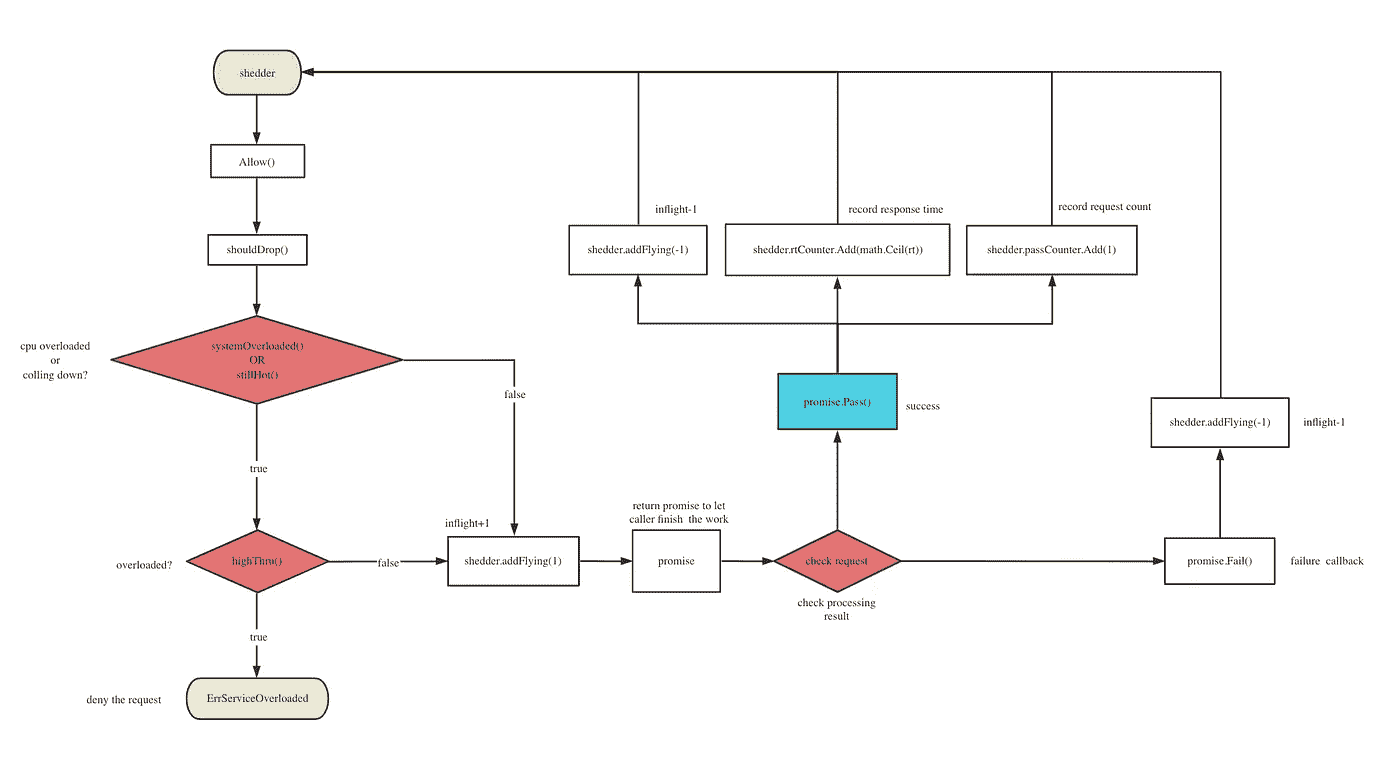 shedder
Allow()
inflight-1
record response time
record request count
shouldDrop()
shedder.addFlying(-1)
shedder.rtCounter.Add(math.Ceil(rt))
shedder.passCounter.Add(1)
cpu overloaded
or
colling down?
systemOverloaded()
OR
stillHot()
false
promise.Pass()
success
shedder.addFlying(-1)
inflight-1
true
return promise to let
caller finish the work
inflight+1
overloaded?
highThru()
false
shedder.addFlying(1)
promise
check request
promise.Fail()
failure callback
check processing
result
true
deny the request
ErrServiceOverloaded